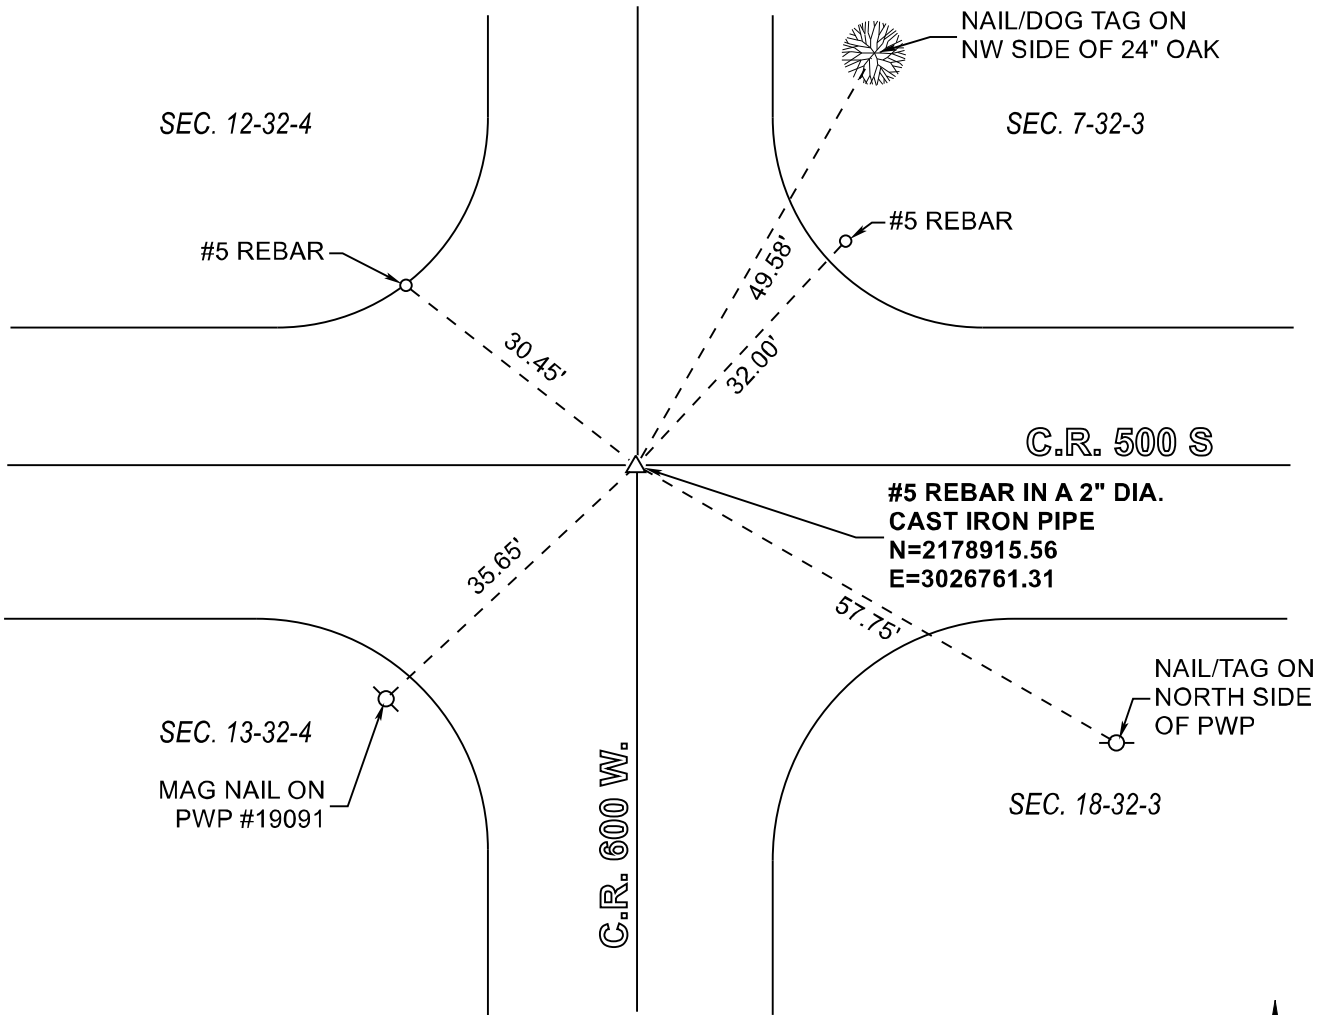 NAIL/DOG TAG ON
NW SIDE OF 24" OAK
SEC. 12-32-4
SEC. 7-32-3
#5 REBAR
#5 REBAR
49.58'
30.45'
32.00'
C.R. 500 S
#5 REBAR IN A 2" DIA.
CAST IRON PIPE
N=2178915.56
E=3026761.31
35.65'
57.75'
NAIL/TAG ON
NORTH SIDE
OF PWP
SEC. 13-32-4
MAG NAIL ON
PWP #19091
C.R. 600 W.
SEC. 18-32-3